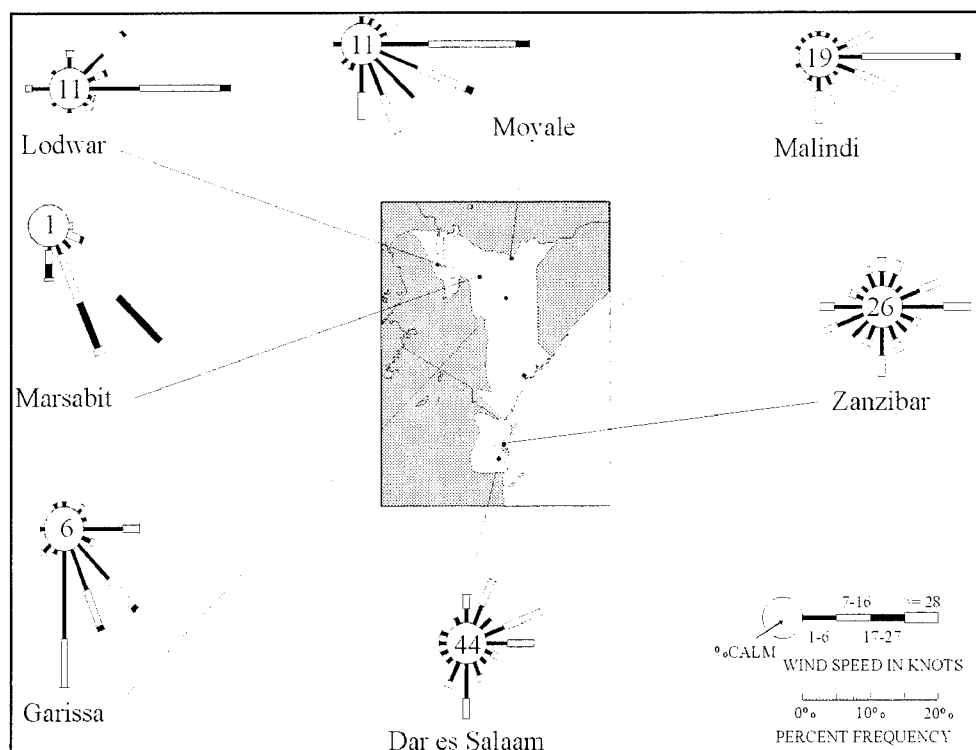 11
Lodwar
11
Moyale
19
Malindi
1
Marsabit
26
Zanzibar
6
Garissa
44
Dar es Salaam
7-16
>= 28
1-6
17-27
%CALM
WIND SPEED IN KNOTS
0%
10%
20%
PERCENT FREQUENCY